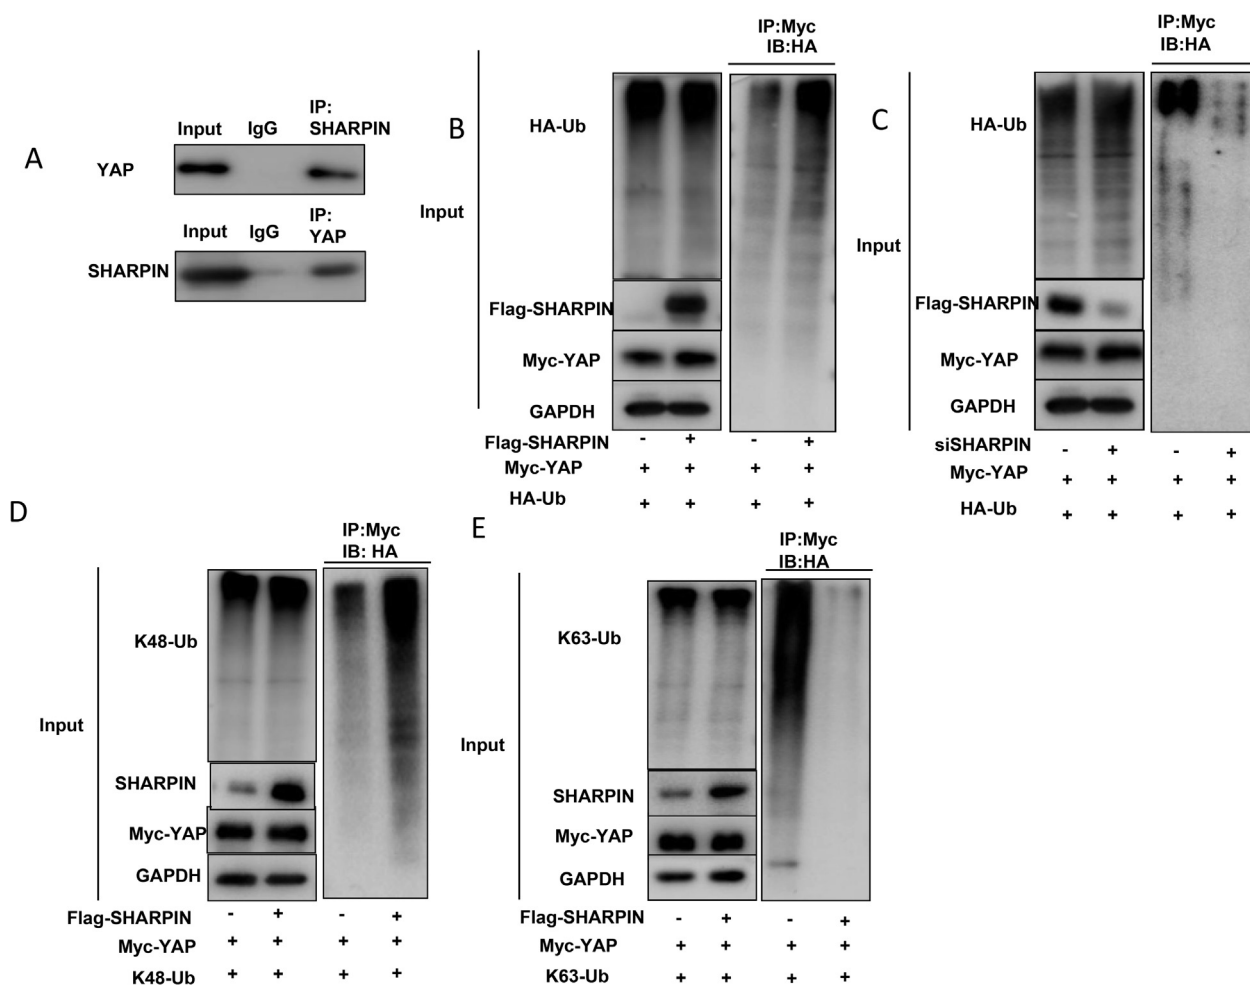 A
Input IgG IP:
SHARPIN
YAP
Input IgG IP:
YAP
SHARPIN
B
IP:Myc
IB:HA
HA-Ub
Input
Flag-SHARPIN
Myc-YAP
GAPDH
Flag-SHARPIN - + - +
Myc-YAP + + + +
HA-Ub + + + +
C
IP:Myc
IB:HA
HA-Ub
Input
Flag-SHARPIN
Myc-YAP
GAPDH
siSHARPIN - + - +
Myc-YAP + + + +
HA-Ub + + + +
D
IP:Myc
IB: HA
K48-Ub
Input
SHARPIN
Myc-YAP
GAPDH
Flag-SHARPIN - + - +
Myc-YAP + + + +
K48-Ub + + + +
E
IP:Myc
IB:HA
K63-Ub
Input
SHARPIN
Myc-YAP
GAPDH
Flag-SHARPIN - + - +
Myc-YAP + + + +
K63-Ub + + + +